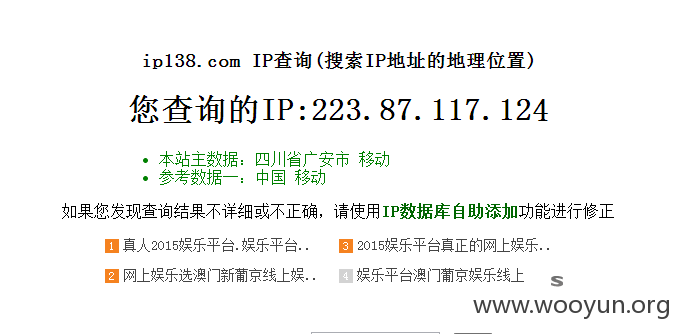 ip138.com IP查询(搜索IP地址的地理位置)
您查询的IP:223.87.117.124
本站主数据：四川省广安市 移动
参考数据一：中国 移动
如果您发现查询结果不详细或不正确，请使用IP数据库自助添加功能进行修正
1 真人2015娱乐平台.娱乐平台.. 3 2015娱乐平台真正的网上娱乐..
2 网上娱乐选澳门新葡京线上娱.. 4 娱乐平台澳门葡京娱乐线上
S
www.wooyun.org